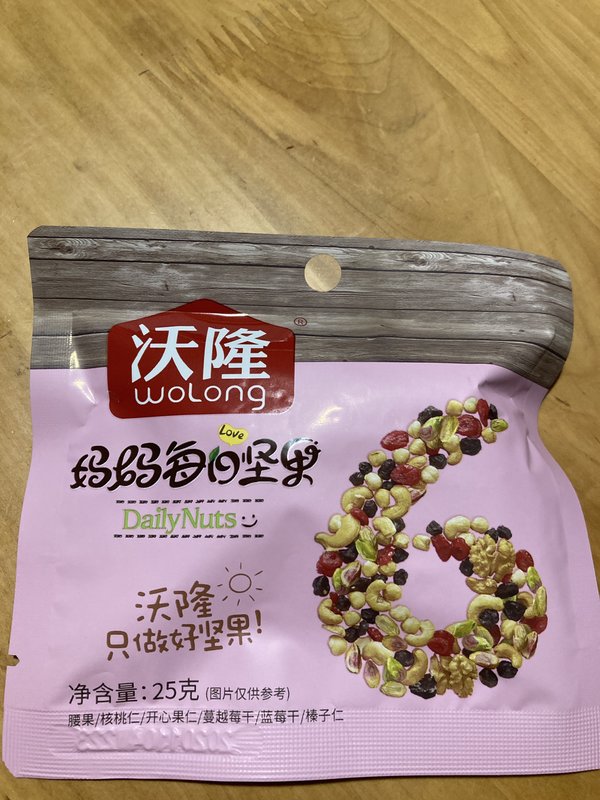 沃隆
®
WOLONG
Love
妈妈每日坚果
DailyNuts
沃隆
只做好坚果!
6
净含量:25克 (图片仅供参考)
腰果/核桃仁/开心果仁/蔓越莓干/蓝莓干/榛子仁